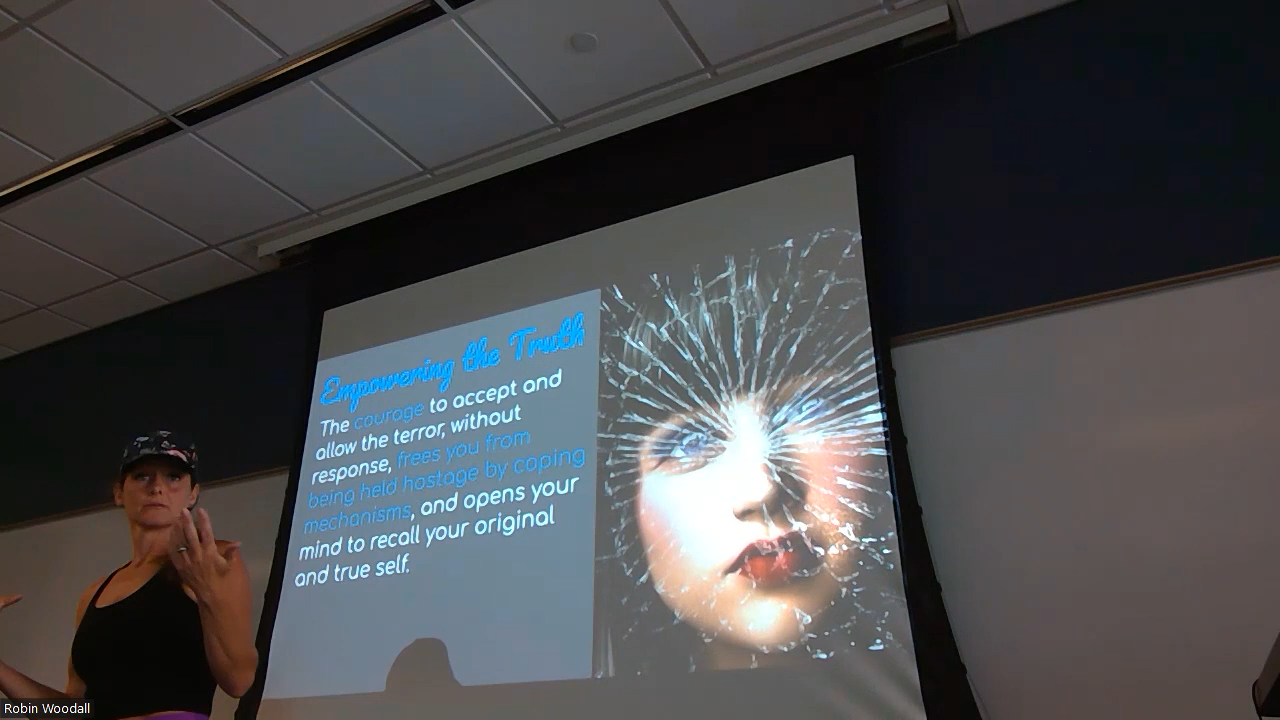 Empowering the Truth
The courage to accept and
allow the terror, without
response, frees you from
being held hostage by coping
mechanisms, and opens your
mind to recall your original
and true self.
Robin Woodall